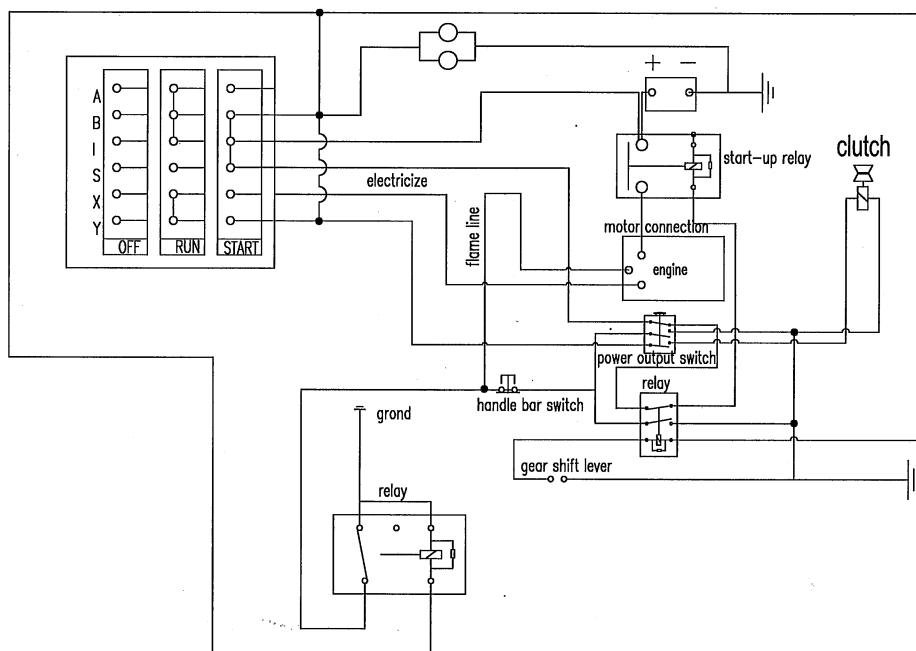 A
B
I
S
X
Y
OFF
RUN
START
+ −
start-up relay
clutch
electricize
flame line
motor connection
engine
power output switch
relay
handle bar switch
grond
gear shift lever
relay